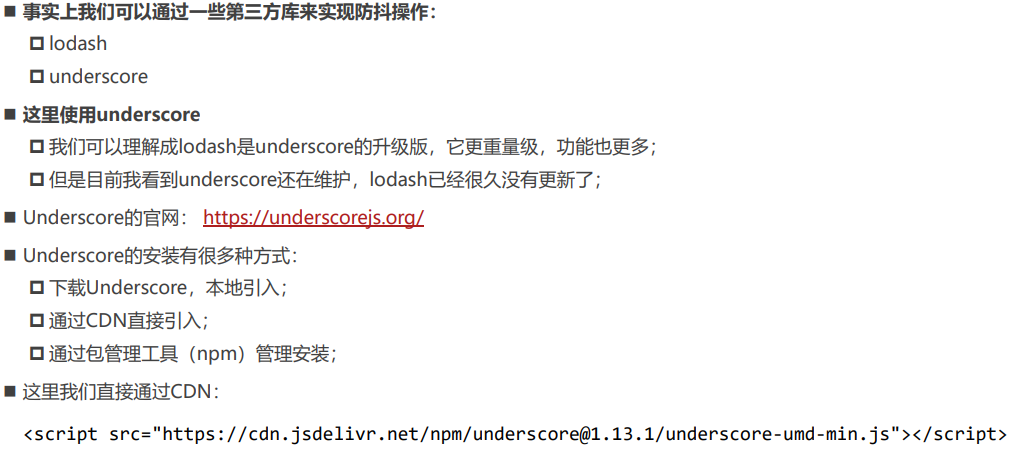 事实上我们可以通过一些第三方库来实现防抖操作：
lodash
underscore
这里使用underscore
我们可以理解成lodash是underscore的升级版，它更重量级，功能也更多；
但是目前我看到underscore还在维护，lodash已经很久没有更新了；
Underscore的官网： https://underscorejs.org/
Underscore的安装有很多种方式：
下载Underscore，本地引入；
通过CDN直接引入；
通过包管理工具（npm）管理安装；
这里我们直接通过CDN：
<script src="https://cdn.jsdelivr.net/npm/underscore@1.13.1/underscore-umd-min.js"></script>